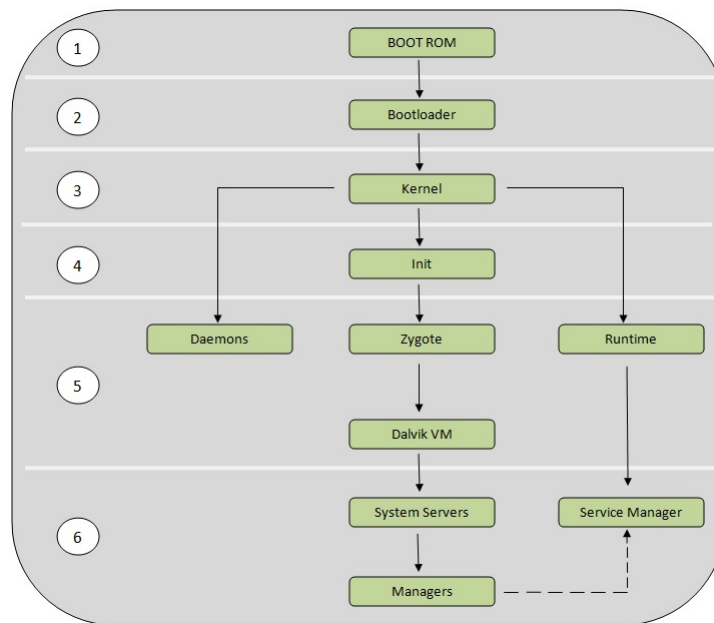 1
BOOT ROM
2
Bootloader
3
Kernel
4
Init
Daemons
Zygote
Runtime
5
Dalvik VM
System Servers
Service Manager
6
Managers